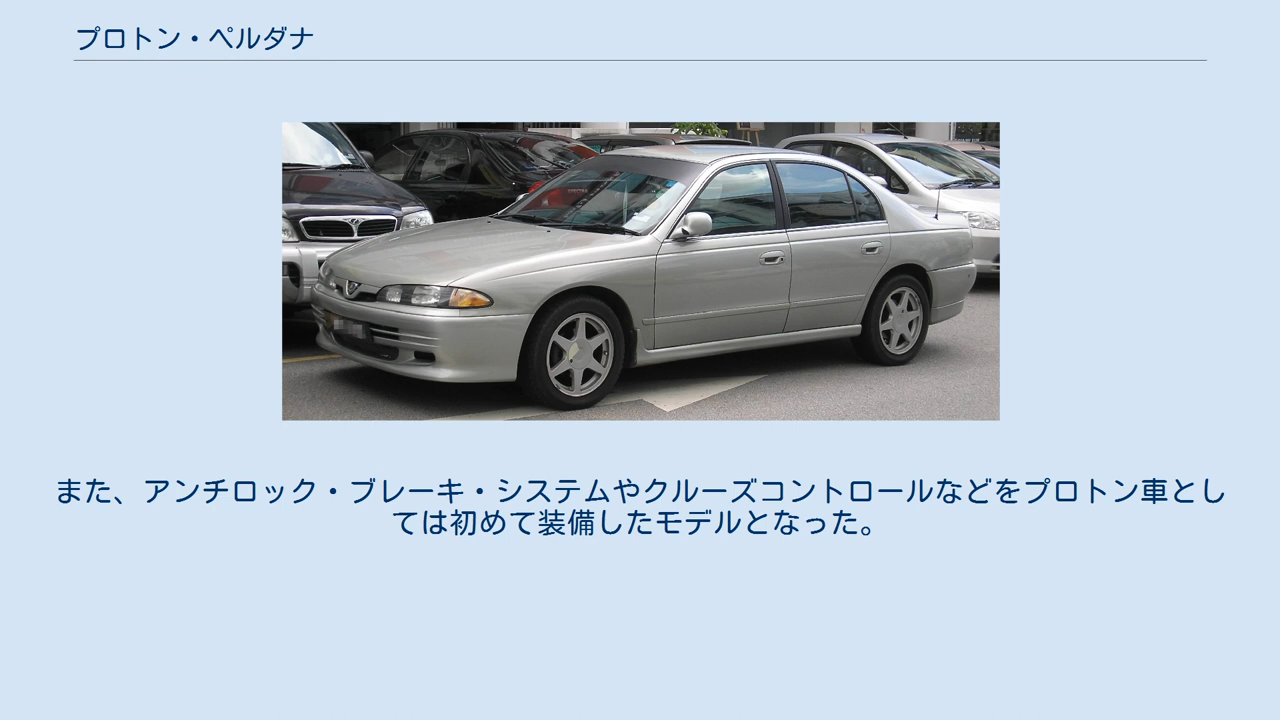 プロトン・ペルダナ
また、アンチロック・ブレーキ・システムやクルーズコントロールなどをプロトン車とし
ては初めて装備したモデルとなった。